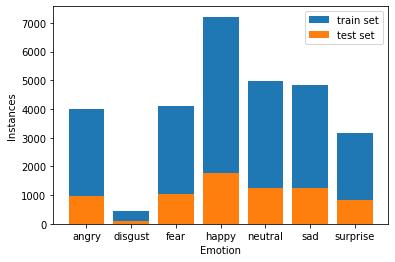 train set
test set
7000
6000
5000
4000
3000
2000
1000
0
Instances
angry disgust fear happy neutral sad surprise
Emotion